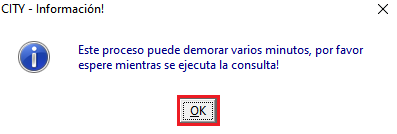 CITY - Información!
Este proceso puede demorar varios minutos, por favor
espere mientras se ejecuta la consulta!
OK